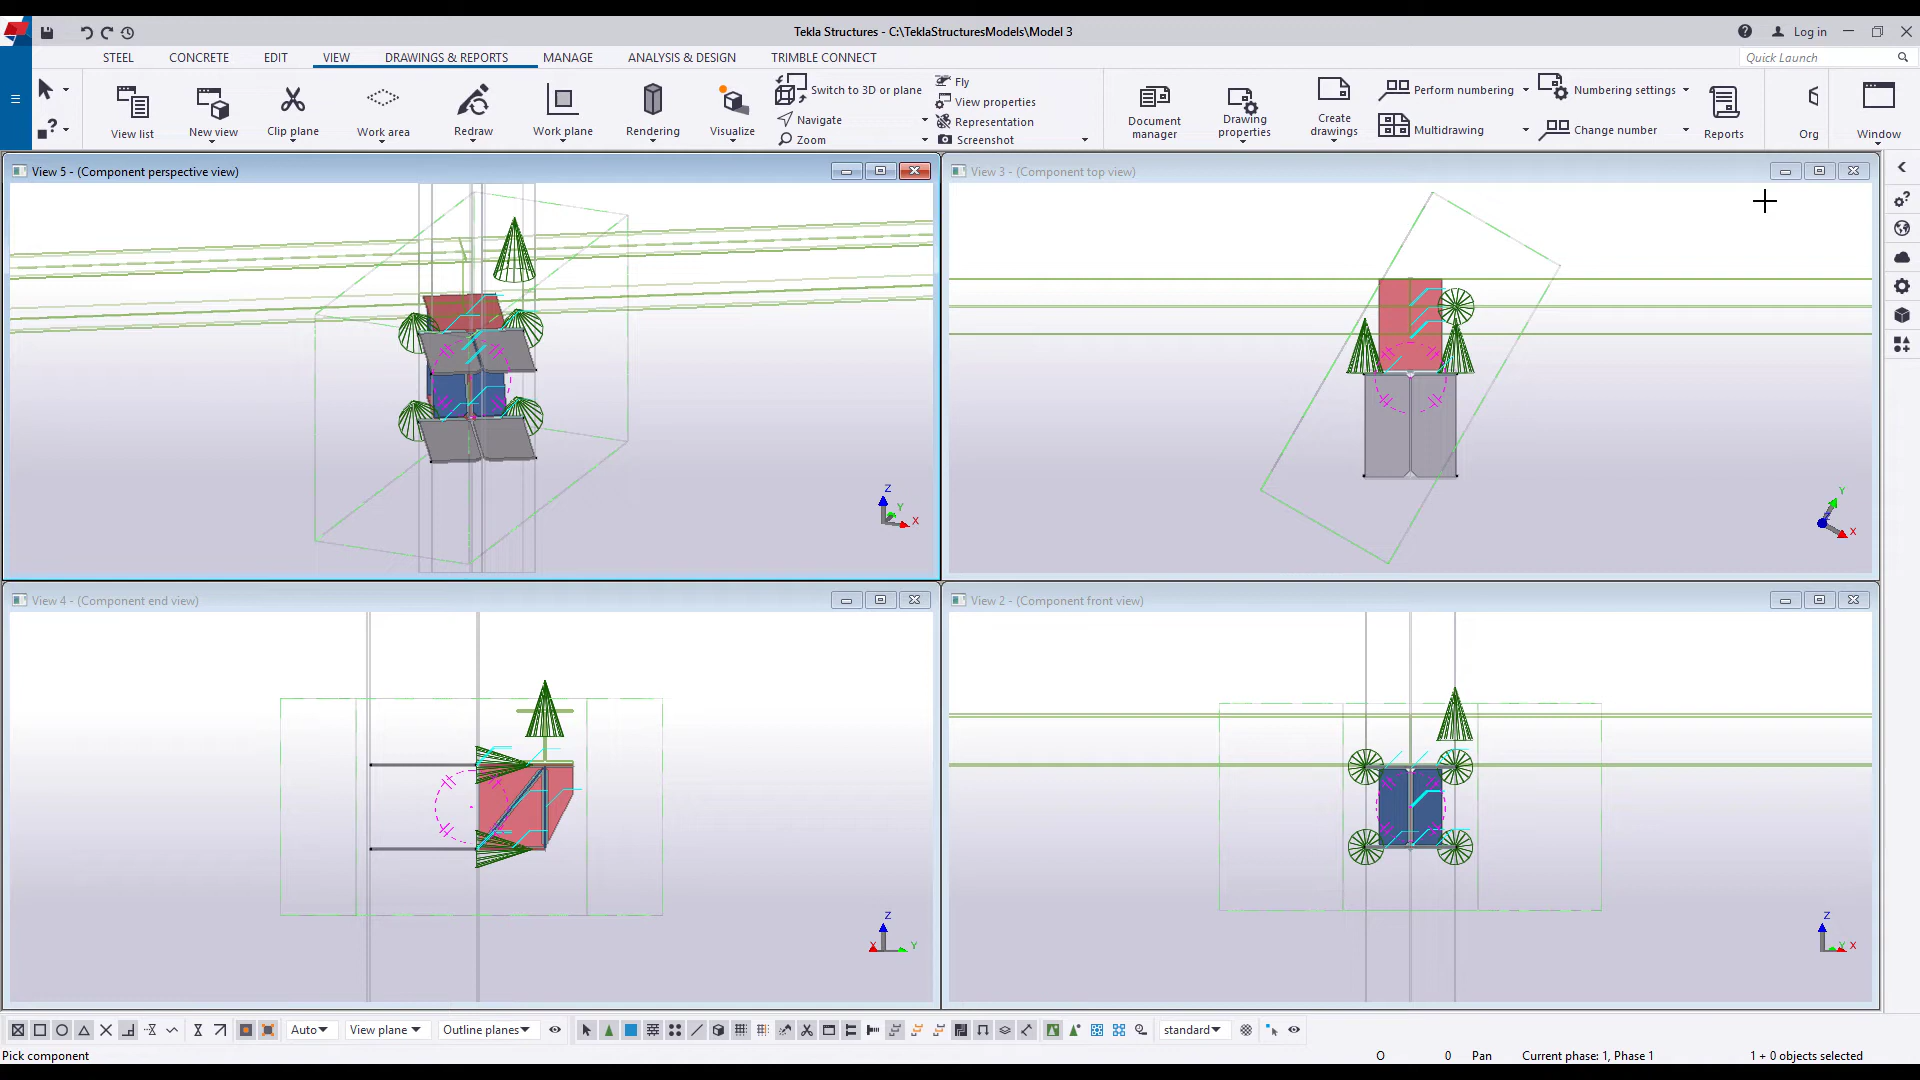 Tekla Structures - C:\TeklaStructuresModels\Model 3
Log in
STEEL
CONCRETE
EDIT
VIEW
DRAWINGS & REPORTS
MANAGE
ANALYSIS & DESIGN
TRIMBLE CONNECT
Quick Launch
View list
New view
Clip plane
Work area
Redraw
Work plane
Rendering
Visualize
Switch to 3D or plane
Navigate
Zoom
Fly
View properties
Representation
Screenshot
Document manager
Drawing properties
Create drawings
Perform numbering
Multidrawing
Numbering settings
Change number
Reports
Org
Window
View 5 - (Component perspective view)
Z
Y
X
View 3 - (Component top view)
Y
X
View 4 - (Component end view)
Z
X
Y
View 2 - (Component front view)
Z
Y
X
Auto
View plane
Outline planes
standard
Pick component
O
0
Pan
Current phase: 1, Phase 1
1 + 0 objects selected